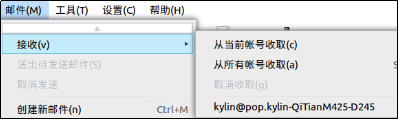 邮件(M) 工具(T) 设置(C) 帮助(H)
接收(v)
送出待发送邮件(S)
取消发送
创建新邮件(n) Ctrl+M
从当前帐号收取(c)
从所有帐号收取(a)
取消收取(g)
kylin@pop.kylin-QiTianM425-D245